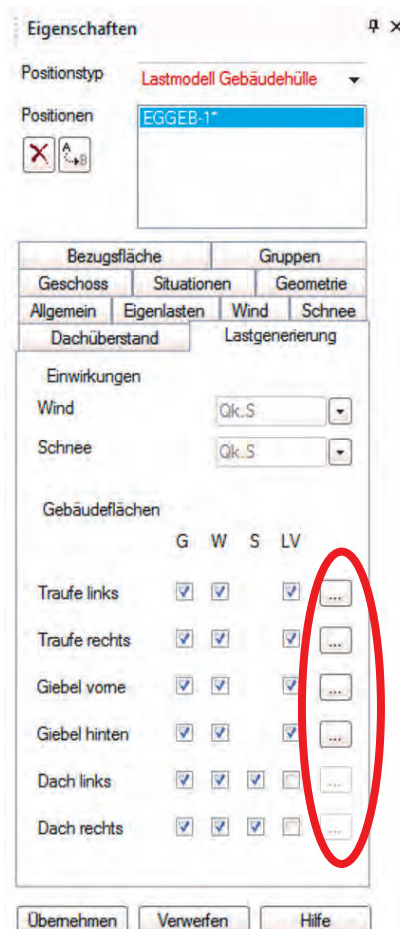 Eigenschaften
Positionstyp
Lastmodell Gebäudehülle
Positionen
EGGEB-1*
A
B
Bezugsfläche Gruppen
Geschoss Situationen Geometrie
Allgemein Eigenlasten Wind Schnee
Dachüberstand Lastgenerierung
Einwirkungen
Wind Qk.S
Schnee Qk.S
Gebäudeflächen
G W S LV
Traufe links ...
Traufe rechts ...
Giebel vorne ...
Giebel hinten ...
Dach links ...
Dach rechts ...
Übernehmen Verwerfen Hilfe